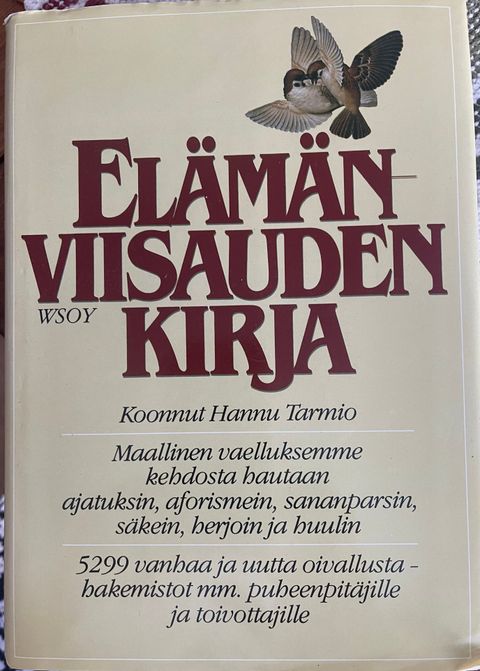 ELÄMÄN-
VIISAUDEN
WSOY
KIRJA
Koonnut Hannu Tarmio
Maallinen vaelluksemme
kehdosta hautaan
ajatuksin, aforismein, sananparsin,
säkein, herjoin ja huulin
5299 vanhaa ja uutta oivallusta -
hakemistot mm. puheenpitäjille
ja toivottajille